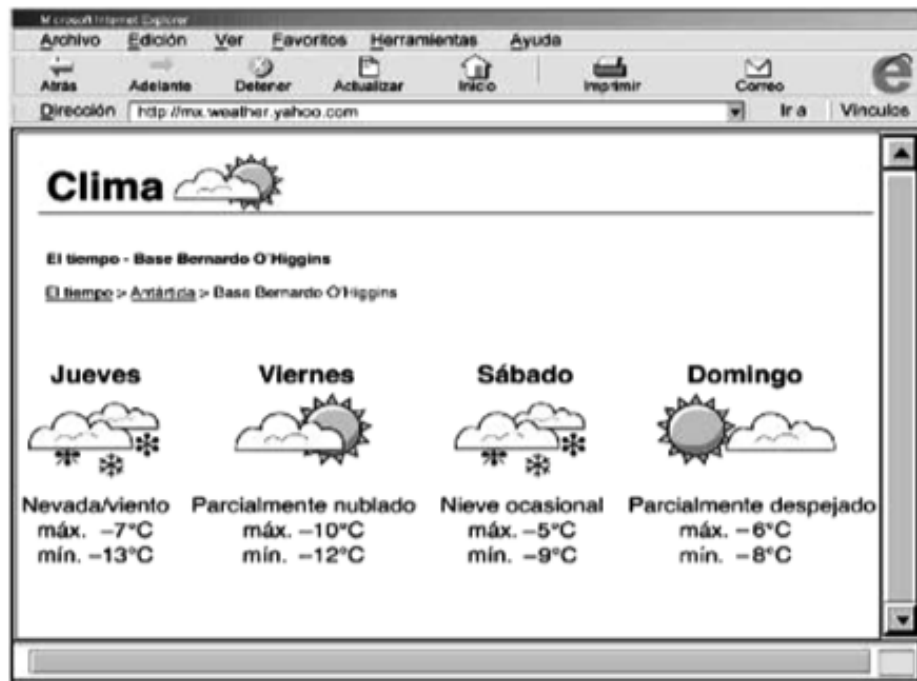 Microsoft Internet Explorer
Archivo Edición Ver Favoritos Herramientas Ayuda
Atrás Adelante Detener Actualizar Inicio Imprimir Correo
Dirección http://mx.weather.yahoo.com Ir a Vínculos
Clima
El tiempo - Base Bernardo O'Higgins
El tiempo > Antártida > Base Bernardo O'Higgins
Jueves Viernes Sábado Domingo
Nevada/viento Parcialmente nublado Nieve ocasional Parcialmente despejado
máx. –7°C máx. –10°C máx. –5°C máx. –6°C
mín. –13°C mín. –12°C mín. –9°C mín. –8°C